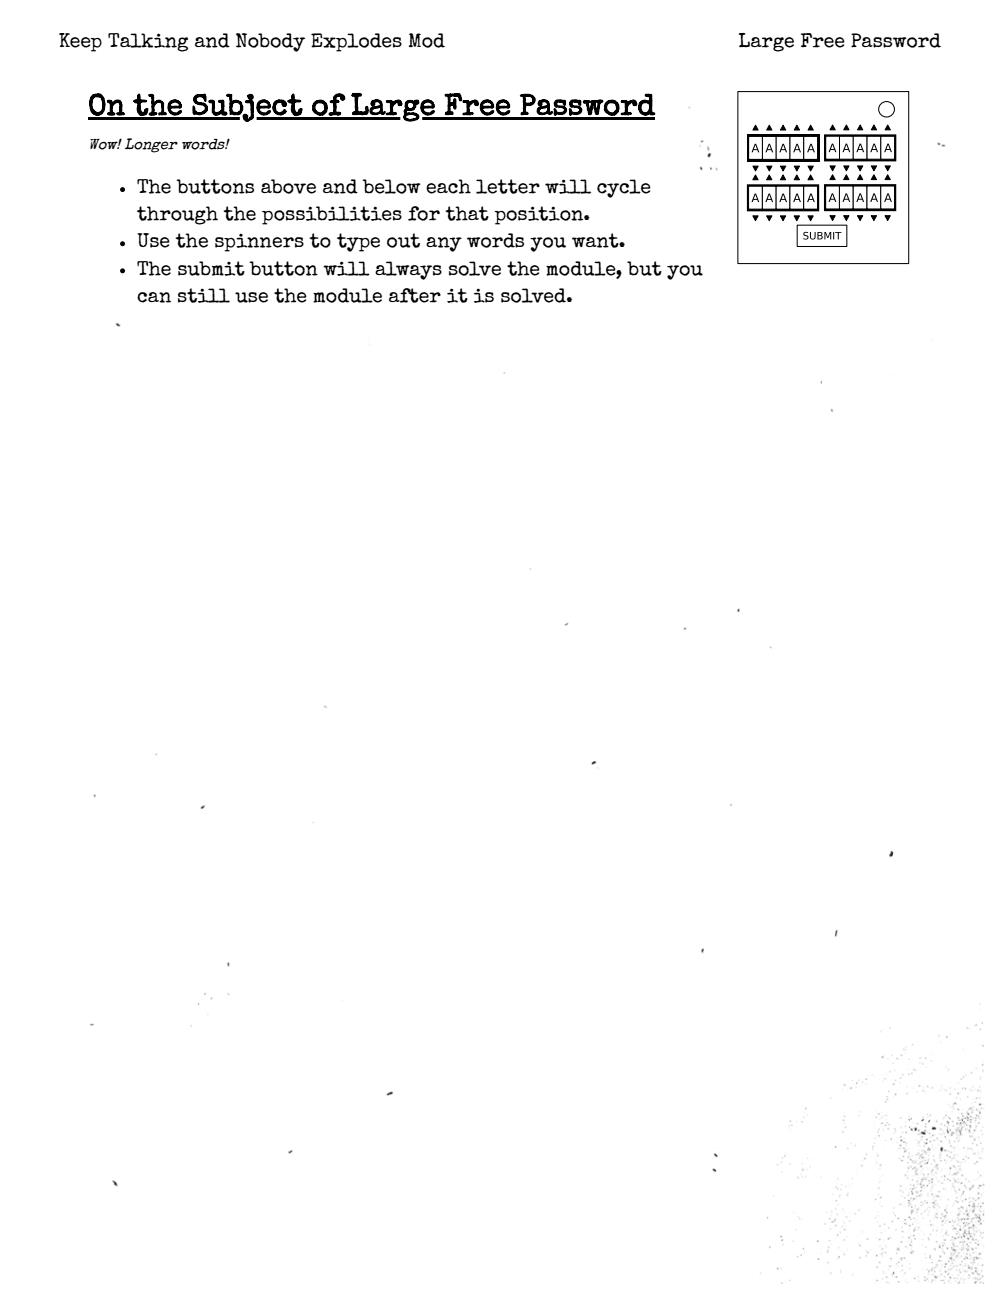 Keep Talking and Nobody Explodes Mod
Large Free Password
On the Subject of Large Free Password
Wow! Longer words!
• The buttons above and below each letter will cycle
through the possibilities for that position.
• Use the spinners to type out any words you want.
• The submit button will always solve the module, but you
can still use the module after it is solved.
A A A A A A A A A A
A A A A A A A A A A
SUBMIT